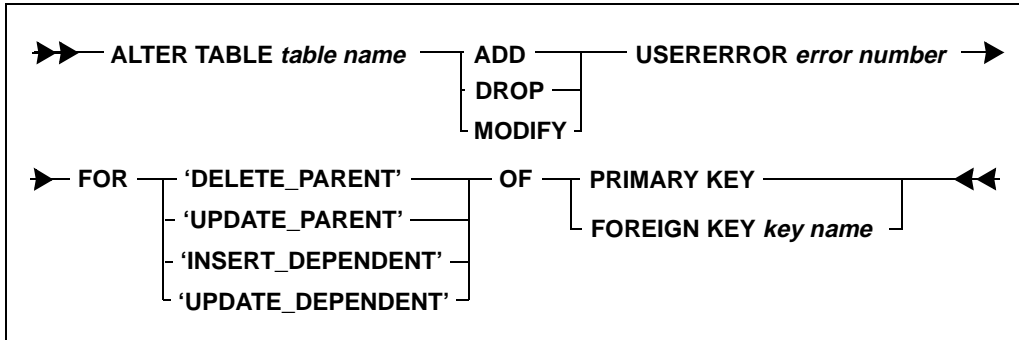 ALTER TABLE table name ADD USERERROR error number
DROP
MODIFY
FOR ‘DELETE_PARENT’ OF PRIMARY KEY
‘UPDATE_PARENT’ FOREIGN KEY key name
‘INSERT_DEPENDENT’
‘UPDATE_DEPENDENT’